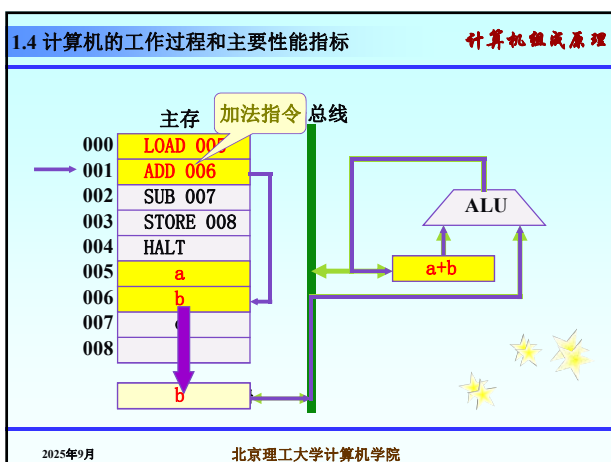 1.4 计算机的工作过程和主要性能指标
计算机组成原理
主存
加法指令
总线
000 LOAD 005
001 ADD 006
002 SUB 007
003 STORE 008
004 HALT
005 a
006 b
007
008
b
ALU
a+b
2025年9月
北京理工大学计算机学院